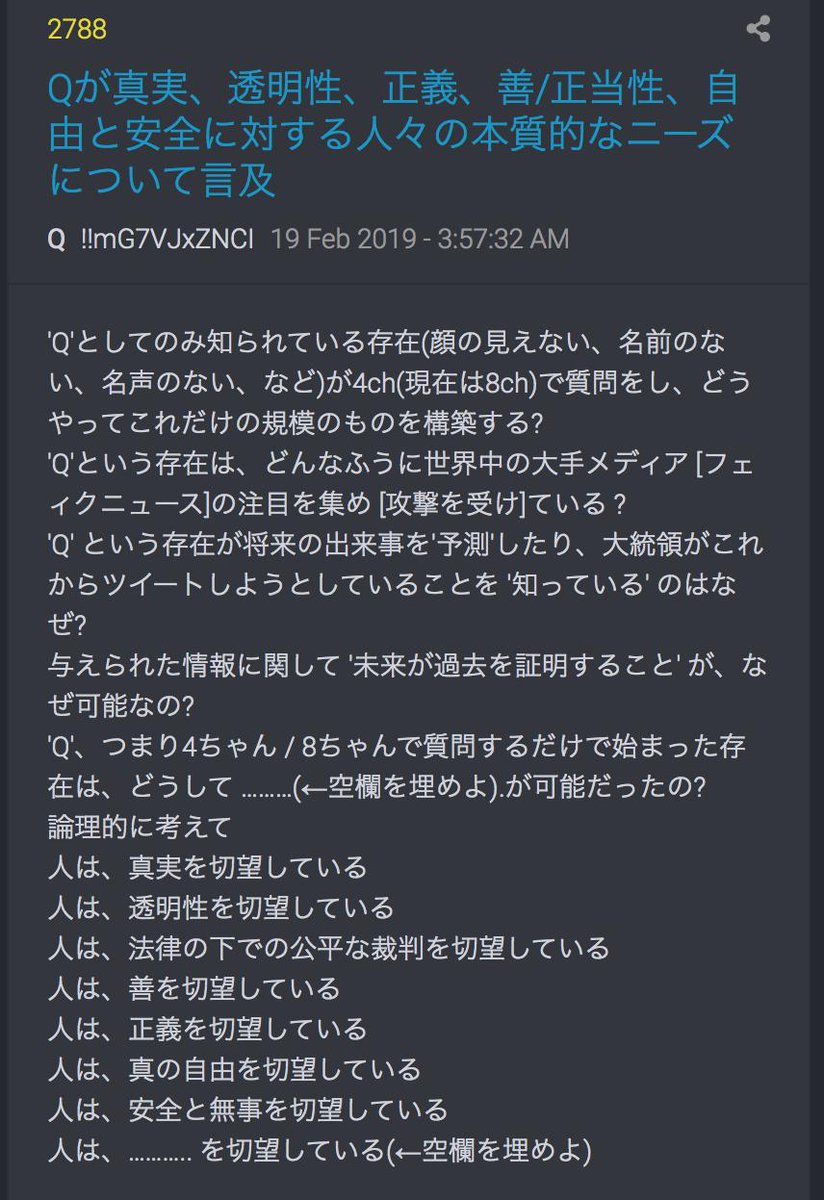 2788
Qが真実、透明性、正義、善/正当性、自
由と安全に対する人々の本質的なニーズ
について言及
Q !!mG7VJxZNCI 19 Feb 2019 - 3:57:32 AM
'Q'としてのみ知られている存在(顔の見えない、名前のな
い、名声のない、など)が4ch(現在は8ch)で質問をし、どう
やってこれだけの規模のものを構築する?
'Q'という存在は、どんなふうに世界中の大手メディア [フェ
ィクニュース]の注目を集め [攻撃を受け]ている？
'Q' という存在が将来の出来事を'予測'したり、大統領がこれ
からツイートしようとしていることを '知っている' のはな
ぜ?
与えられた情報に関して '未来が過去を証明すること' が、な
ぜ可能なの?
'Q'、つまり4ちゃん / 8ちゃんで質問するだけで始まった存
在は、どうして ………(←空欄を埋めよ).が可能だったの?
論理的に考えて
人は、真実を切望している
人は、透明性を切望している
人は、法律の下での公平な裁判を切望している
人は、善を切望している
人は、正義を切望している
人は、真の自由を切望している
人は、安全と無事を切望している
人は、……….. を切望している(←空欄を埋めよ)